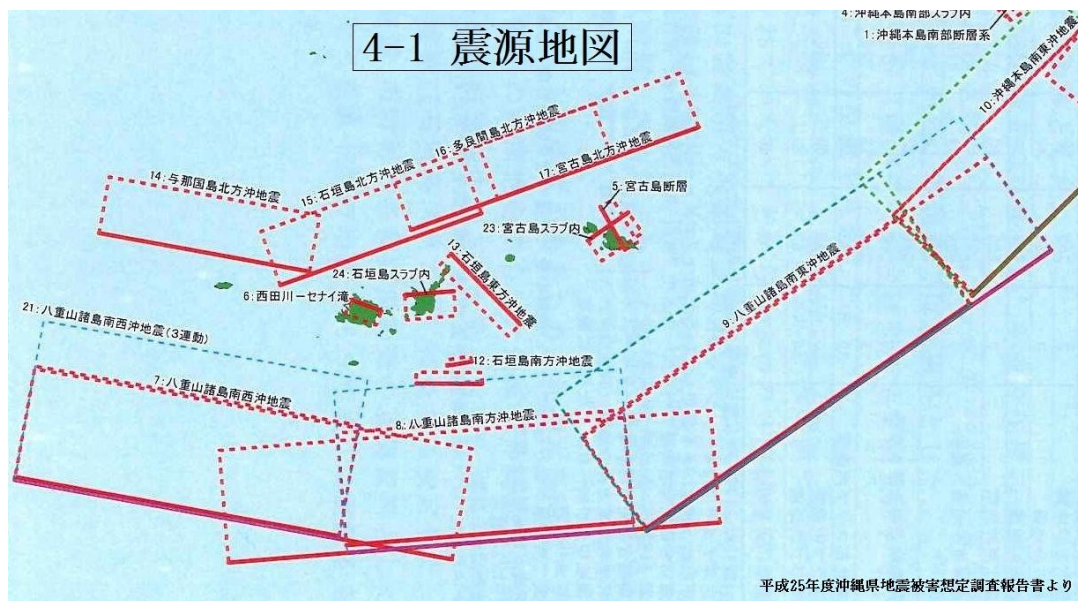 4-1 震源地図
4:沖縄本島南部スラブ内
1:沖縄本島南部断層系
10:沖縄本島南東沖地震
16:多良間島北方沖地震
17:宮古島北方沖地震
14:与那国島北方沖地震
15:石垣島北方沖地震
5:宮古島断層
23:宮古島スラブ内
13:石垣島東方沖地震
24:石垣島スラブ内
6:西田川ーセナイ滝
9:八重山諸島南東沖地震
21:八重山諸島南西沖地震(3連動)
12:石垣島南方沖地震
7:八重山諸島南西沖地震
8:八重山諸島南方沖地震
平成25年度沖縄県地震被害想定調査報告書より